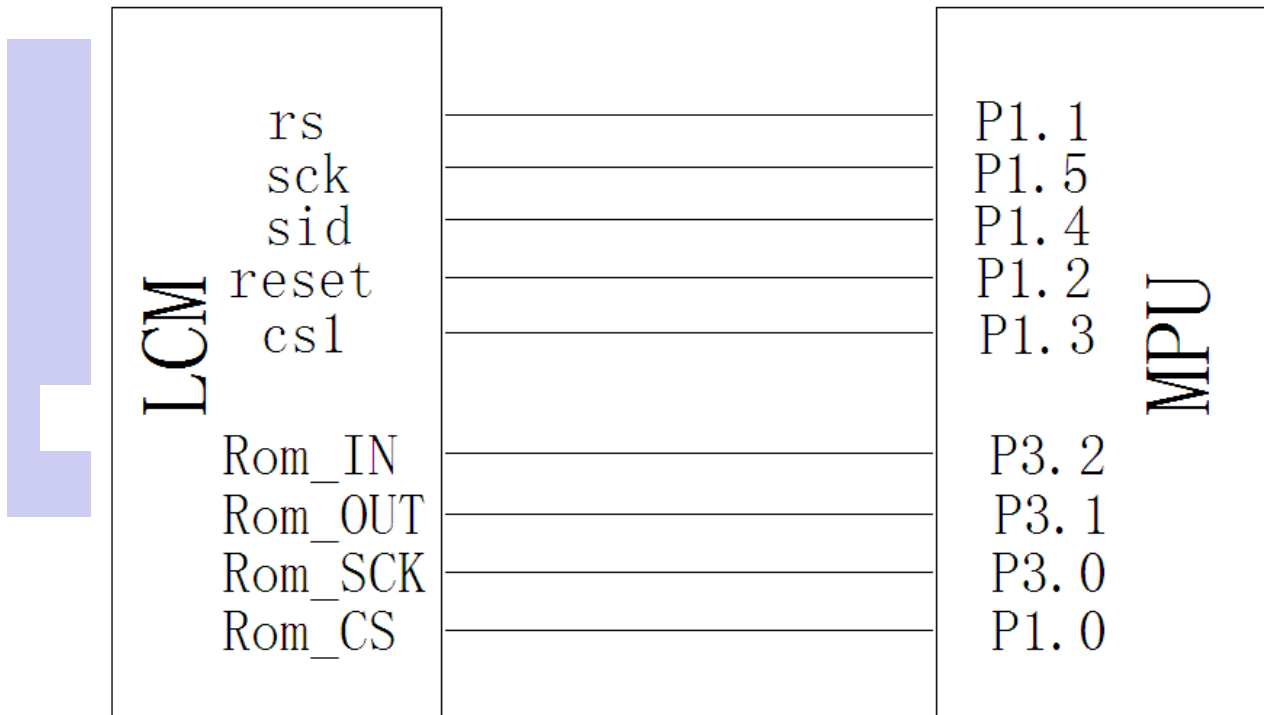 rs P1.1
sck P1.5
sid P1.4
reset P1.2
cs1 P1.3
LCM
MPU
Rom_IN P3.2
Rom_OUT P3.1
Rom_SCK P3.0
Rom_CS P1.0